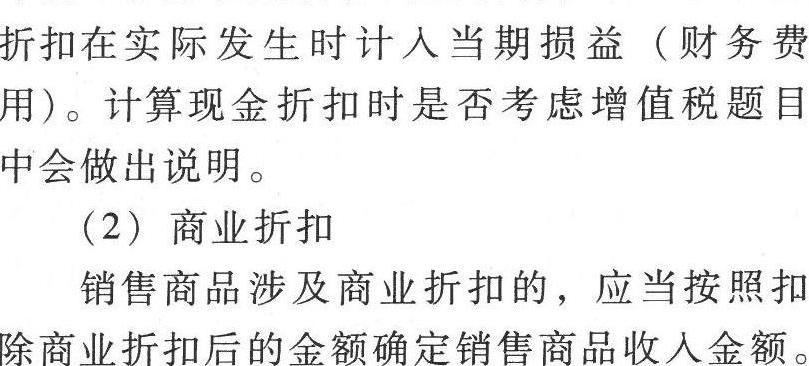 折扣在实际发生时计入当期损益（财务费
用）。计算现金折扣时是否考虑增值税题目
中会做出说明。
（2）商业折扣
销售商品涉及商业折扣的，应当按照扣
除商业折扣后的金额确定销售商品收入金额。